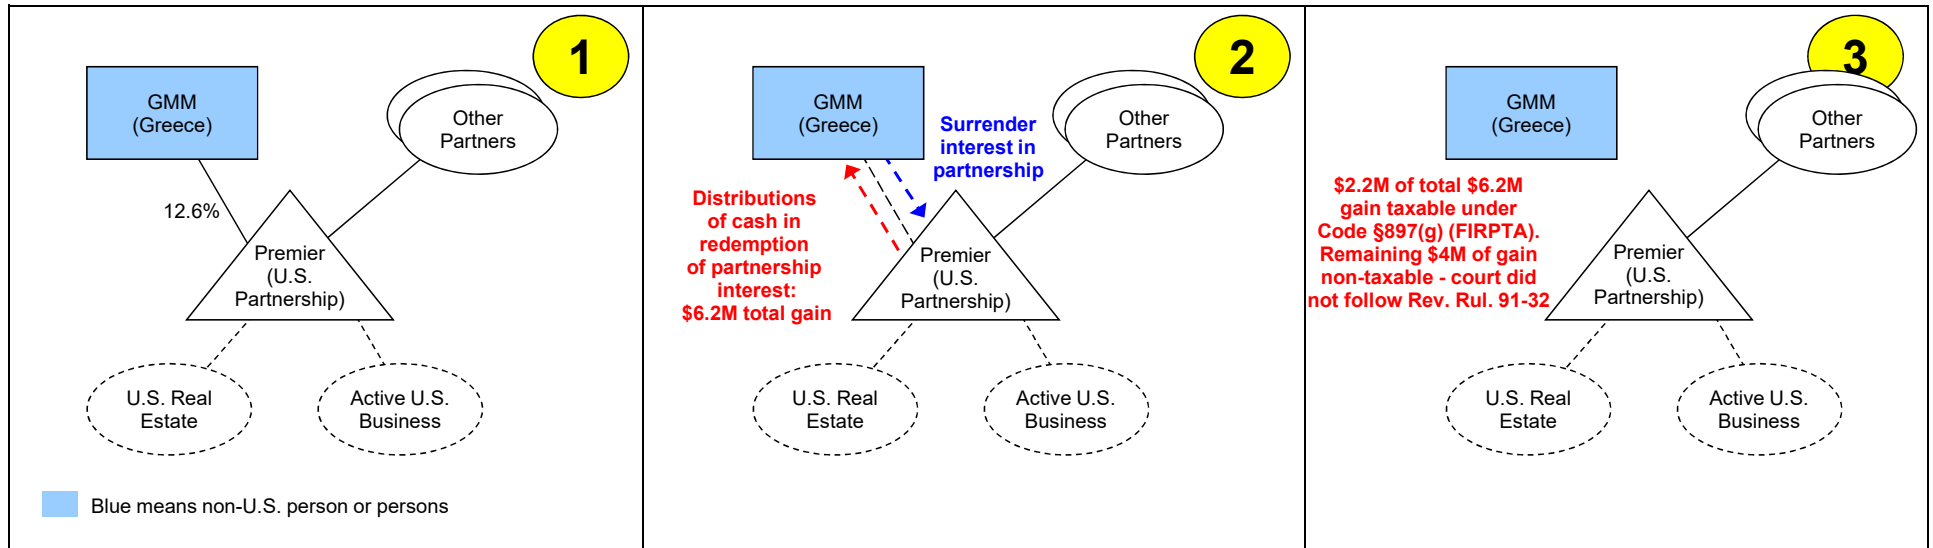 1
GMM
(Greece)
Other
Partners
12.6%
Premier
(U.S.
Partnership)
U.S. Real
Estate
Active U.S.
Business
Blue means non-U.S. person or persons
2
GMM
(Greece)
Surrender
interest in
partnership
Other
Partners
Distributions
of cash in
redemption
of partnership
interest:
$6.2M total gain
Premier
(U.S.
Partnership)
U.S. Real
Estate
Active U.S.
Business
3
GMM
(Greece)
Other
Partners
$2.2M of total $6.2M
gain taxable under
Code §897(g) (FIRPTA).
Remaining $4M of gain
non-taxable - court did
not follow Rev. Rul. 91-32
Premier
(U.S.
Partnership)
U.S. Real
Estate
Active U.S.
Business